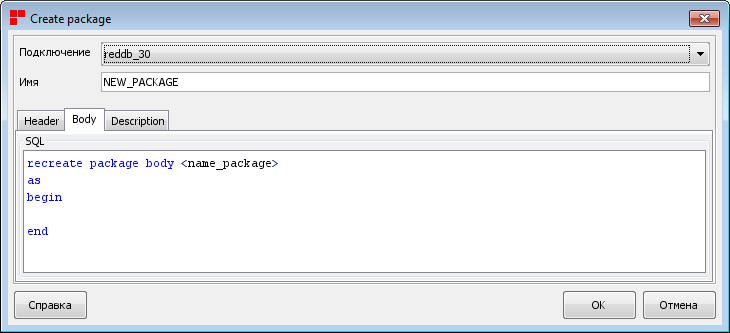 Create package
Подключение
reddb_30
Имя
NEW_PACKAGE
Header Body Description
SQL
recreate package body <name_package>
as
begin
end
Справка
OK
Отмена